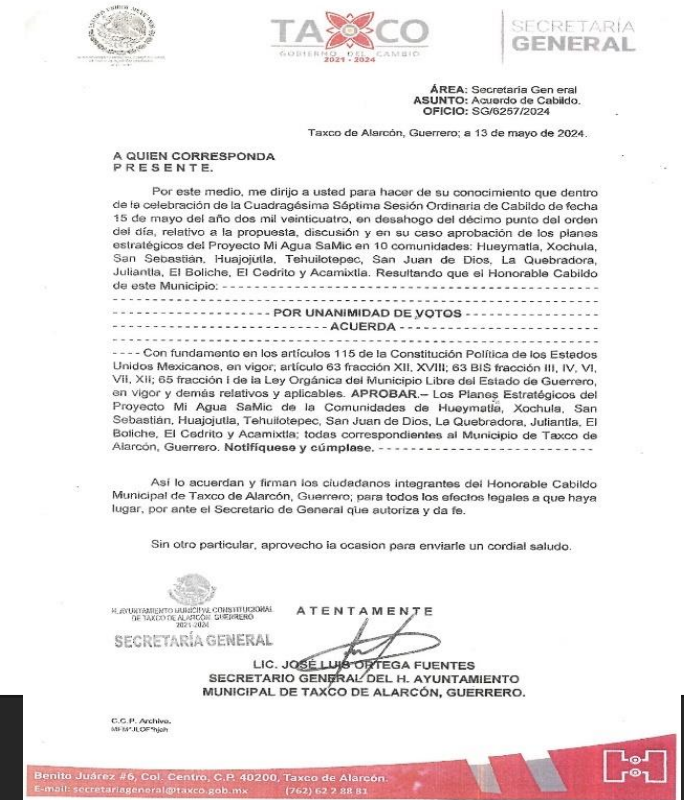 TAXCO
GOBIERNO DEL CAMBIO
2021 - 2024
SECRETARÍA
GENERAL
ÁREA: Secretaría Gen eral
ASUNTO: Acuerdo de Cabildo.
OFICIO: SG/6257/2024
Taxco de Alarcón, Guerrero; a 13 de mayo de 2024.
A QUIEN CORRESPONDA
P R E S E N T E.
Por este medio, me dirijo a usted para hacer de su conocimiento que dentro
de la celebración de la Cuadragésima Séptima Sesión Ordinaria de Cabildo de fecha
15 de mayo del año dos mil veinticuatro, en desahogo del décimo punto del orden
del día, relativo a la propuesta, discusión y en su caso aprobación de los planes
estratégicos del Proyecto Mi Agua SaMic en 10 comunidades: Hueymatla, Xochula,
San Sebastián, Huajojutla, Tehuilotepec, San Juan de Dios, La Quebradora,
Juliantla, El Boliche, El Cedrito y Acamixtla. Resultando que el Honorable Cabildo
de este Municipio: - - - - - - - - - - - - - - - - - - - - - - - - - - - - - - - - - - - - - - - - - -
- - - - - - - - - - - - - - - - - - - - - - - - - - - - - - - - - - - - - - - - - - - - - - - - - - - - - -
- - - - - - - - - - - - - - - - - - POR UNANIMIDAD DE VOTOS - - - - - - - - - - - - - - - -
- - - - - - - - - - - - - - - - - - - - - - - - ACUERDA - - - - - - - - - - - - - - - - - - - - - -
- - - - - - - - - - - - - - - - - - - - - - - - - - - - - - - - - - - - - - - - - - - - - - - - - - - - - -
- - - - Con fundamento en los artículos 115 de la Constitución Política de los Estados
Unidos Mexicanos, en vigor; artículo 63 fracción XII, XVIII; 63 BIS fracción III, IV, VI,
VII, XII; 65 fracción I de la Ley Orgánica del Municipio Libre del Estado de Guerrero,
en vigor y demás relativos y aplicables. APROBAR.– Los Planes Estratégicos del
Proyecto Mi Agua SaMic de la Comunidades de Hueymatla, Xochula, San
Sebastián, Huajojutla, Tehuilotepec, San Juan de Dios, La Quebradora, Juliantla, El
Boliche, El Cedrito y Acamixtla; todas correspondientes al Municipio de Taxco de
Alarcón, Guerrero. Notifíquese y cúmplase. - - - - - - - - - - - - - - - - - - - - - - - -
Así lo acuerdan y firman los ciudadanos integrantes del Honorable Cabildo
Municipal de Taxco de Alarcón, Guerrero; para todos los efectos legales a que haya
lugar, por ante el Secretario de General que autoriza y da fe.
Sin otro particular, aprovecho la ocasion para enviarle un cordial saludo.
H. AYUNTAMIENTO MUNICIPAL CONSTITUCIONAL
DE TAXCO DE ALARCÓN, GUERRERO
2021-2024
SECRETARÍA GENERAL
A T E N T A M E N T E
LIC. JOSÉ LUIS ORTEGA FUENTES
SECRETARIO GENERAL DEL H. AYUNTAMIENTO
MUNICIPAL DE TAXCO DE ALARCÓN, GUERRERO.
C.C.P. Archivo.
Benito Juárez #6, Col. Centro, C.P. 40200, Taxco de Alarcón.
E-mail: secretariageneral@taxco.gob.mx (762) 62 2 88 81